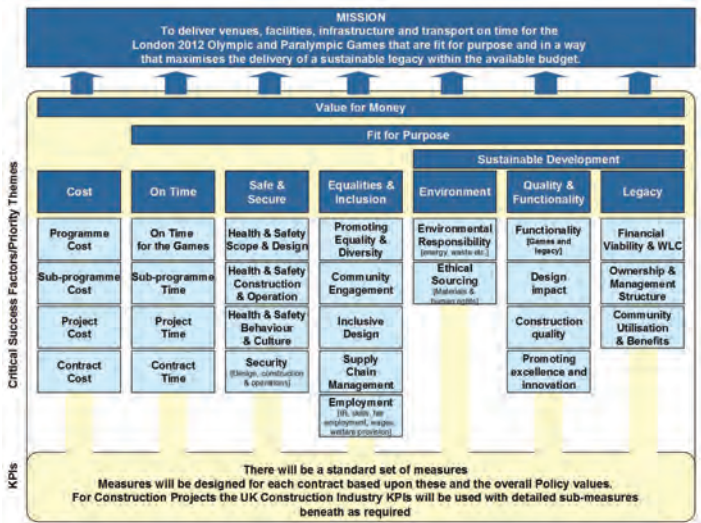 MISSION
To deliver venues, facilities, infrastructure and transport on time for the
London 2012 Olympic and Paralympic Games that are fit for purpose and in a way
that maximises the delivery of a sustainable legacy within the available budget.
Value for Money
Fit for Purpose
Sustainable Development
Critical Success Factors/Priority Themes
Cost
Programme
Cost
Sub-programme
Cost
Project
Cost
Contract
Cost
On Time
On Time
for the Games
Sub-programme
Time
Project
Time
Contract
Time
Safe &
Secure
Health & Safety
Scope & Design
Health & Safety
Construction
& Operation
Health & Safety
Behaviour
& Culture
Security
[Design, construction
& operations]
Equalities &
Inclusion
Promoting
Equality &
Diversity
Community
Engagement
Inclusive
Design
Supply
Chain
Management
Employment
skills, fair
employment, wages,
welfare provision]
Environment
Environmental
Responsibility
[energy, waste etc.]
Ethical
Sourcing
[Materials &
human rights]
Quality &
Functionality
Functionality
[Games and
legacy]
Design
impact
Construction
quality
Promoting
excellence and
innovation
Legacy
Financial
Viability & WLC
Ownership &
Management
Structure
Community
Utilisation
& Benefits
KPIs
There will be a standard set of measures
Measures will be designed for each contract based upon these and the overall Policy values.
For Construction Projects the UK Construction Industry KPIs will be used with detailed sub-measures
beneath as required